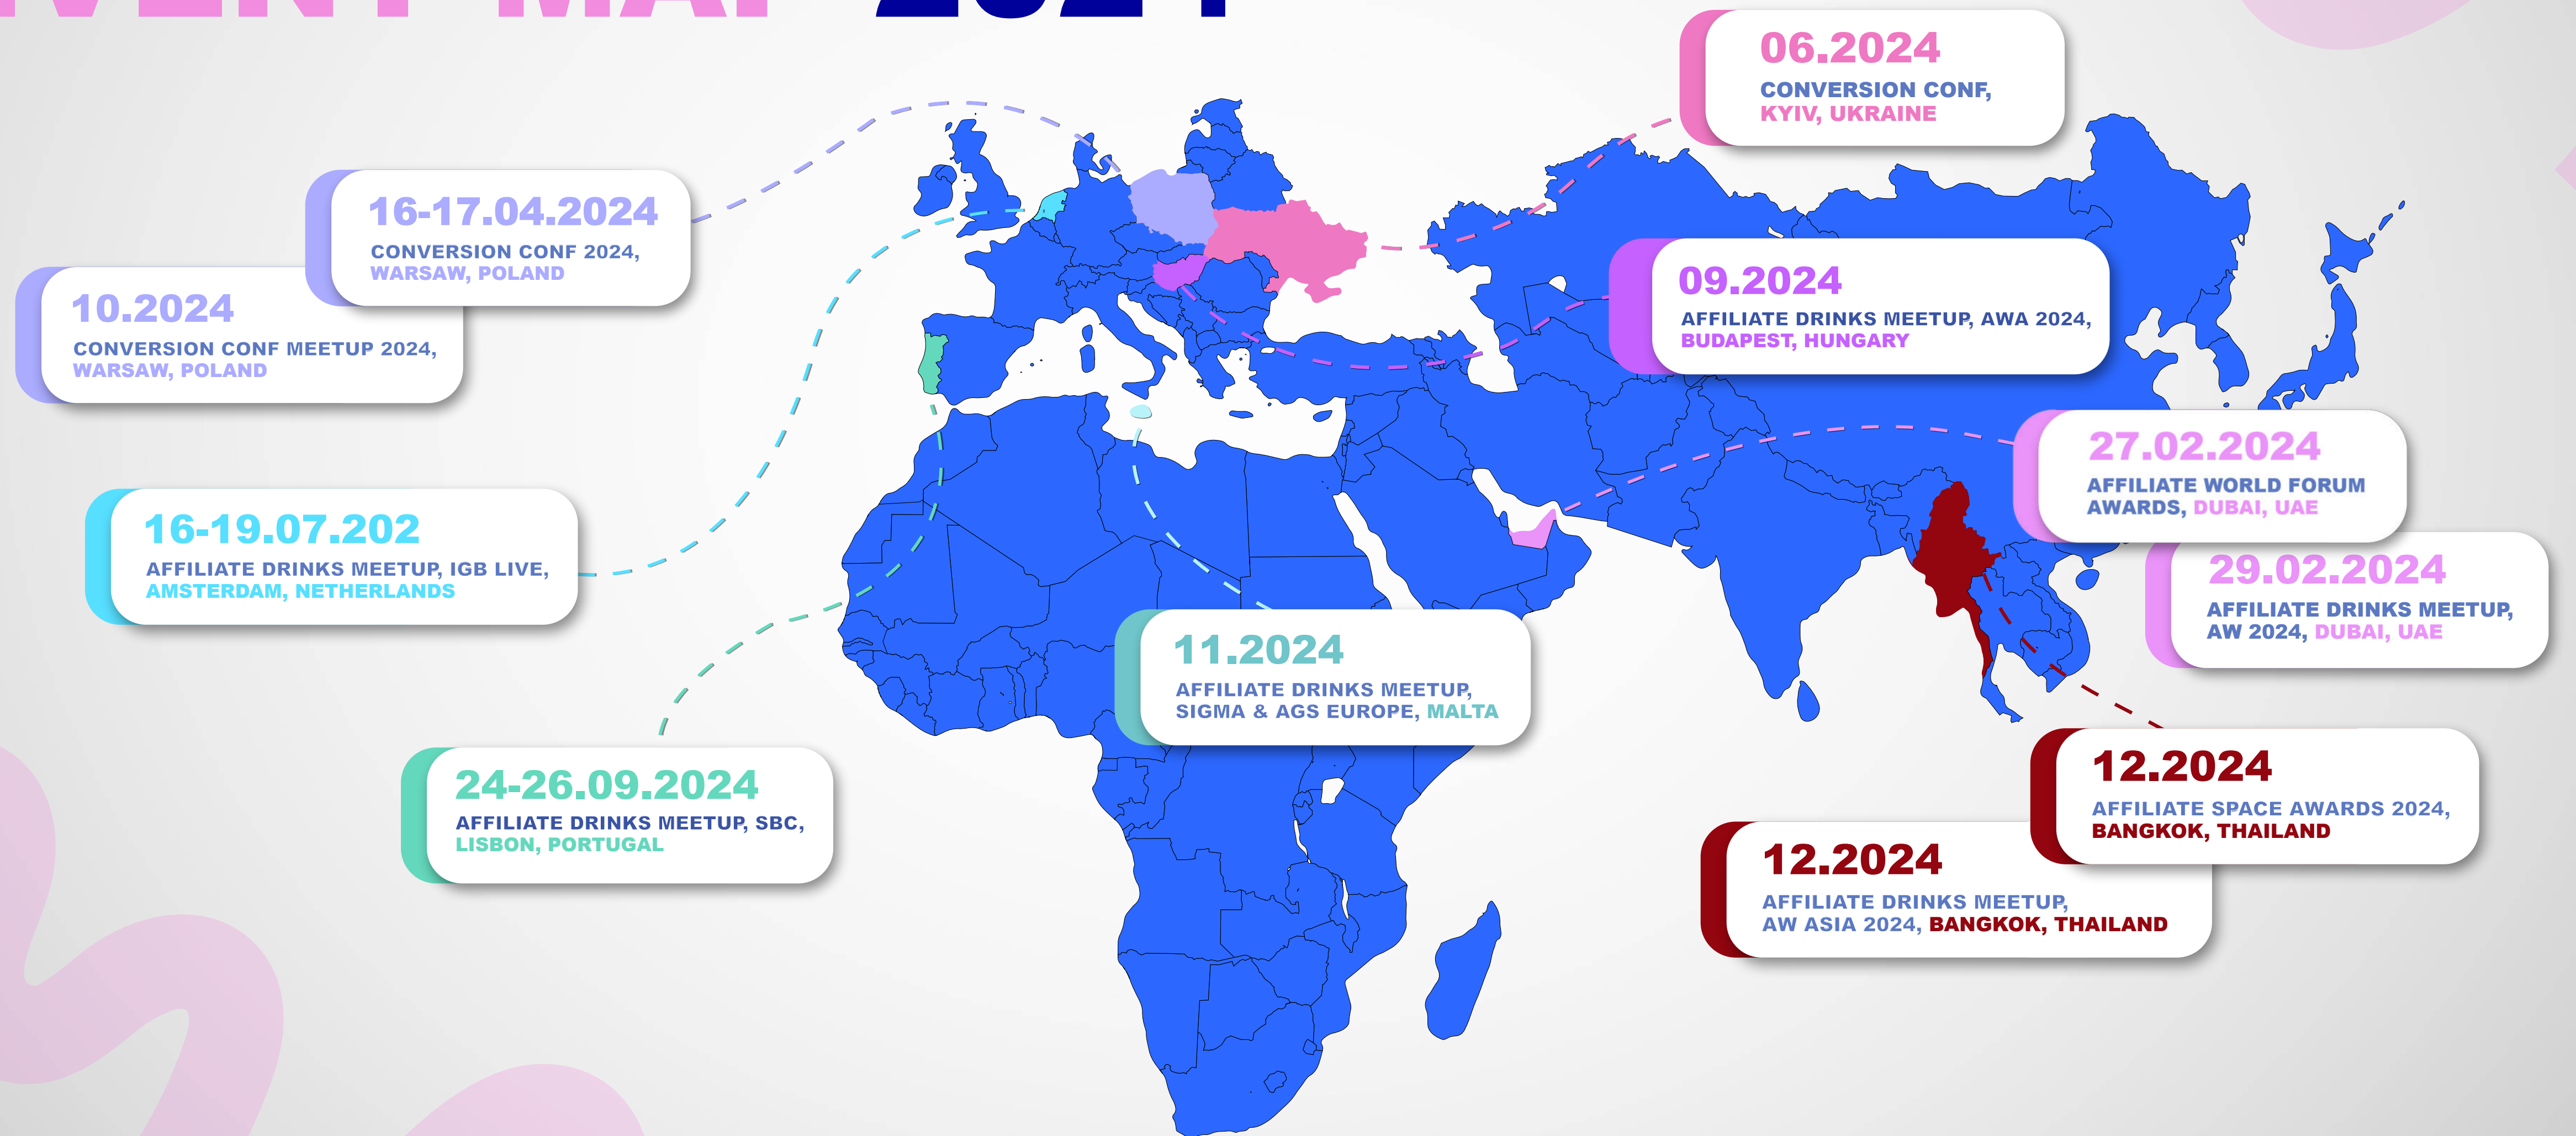 2024
16-17.04.2024
CONVERSION CONF 2024,
WARSAW, POLAND
10.2024
CONVERSION CONF MEETUP 2024,
WARSAW, POLAND
16-19.07.202
AFFILIATE DRINKS MEETUP, IGB LIVE,
AMSTERDAM, NETHERLANDS
24-26.09.2024
AFFILIATE DRINKS MEETUP, SBC,
LISBON, PORTUGAL
11.2024
AFFILIATE DRINKS MEETUP,
SIGMA & AGS EUROPE, MALTA
06.2024
CONVERSION CONF,
KYIV, UKRAINE
09.2024
AFFILIATE DRINKS MEETUP, AWA 2024,
BUDAPEST, HUNGARY
27.02.2024
AFFILIATE WORLD FORUM
AWARDS, DUBAI, UAE
29.02.2024
AFFILIATE DRINKS MEETUP,
AW 2024, DUBAI, UAE
12.2024
AFFILIATE SPACE AWARDS 2024,
BANGKOK, THAILAND
12.2024
AFFILIATE DRINKS MEETUP,
AW ASIA 2024, BANGKOK, THAILAND